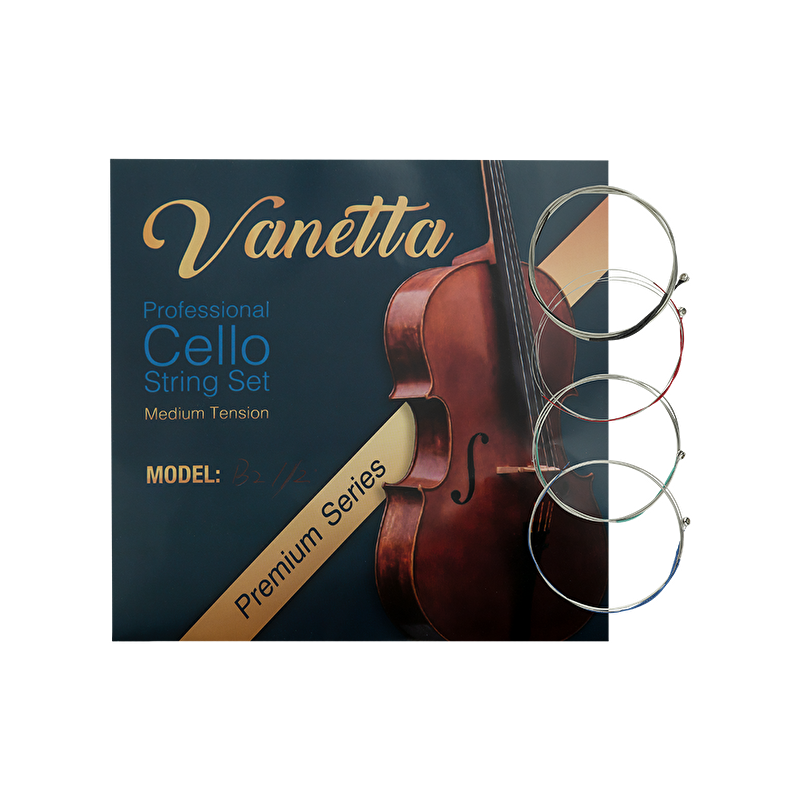 Vanetta
Professional
Cello
String Set
Medium Tension
MODEL:
Premium Series